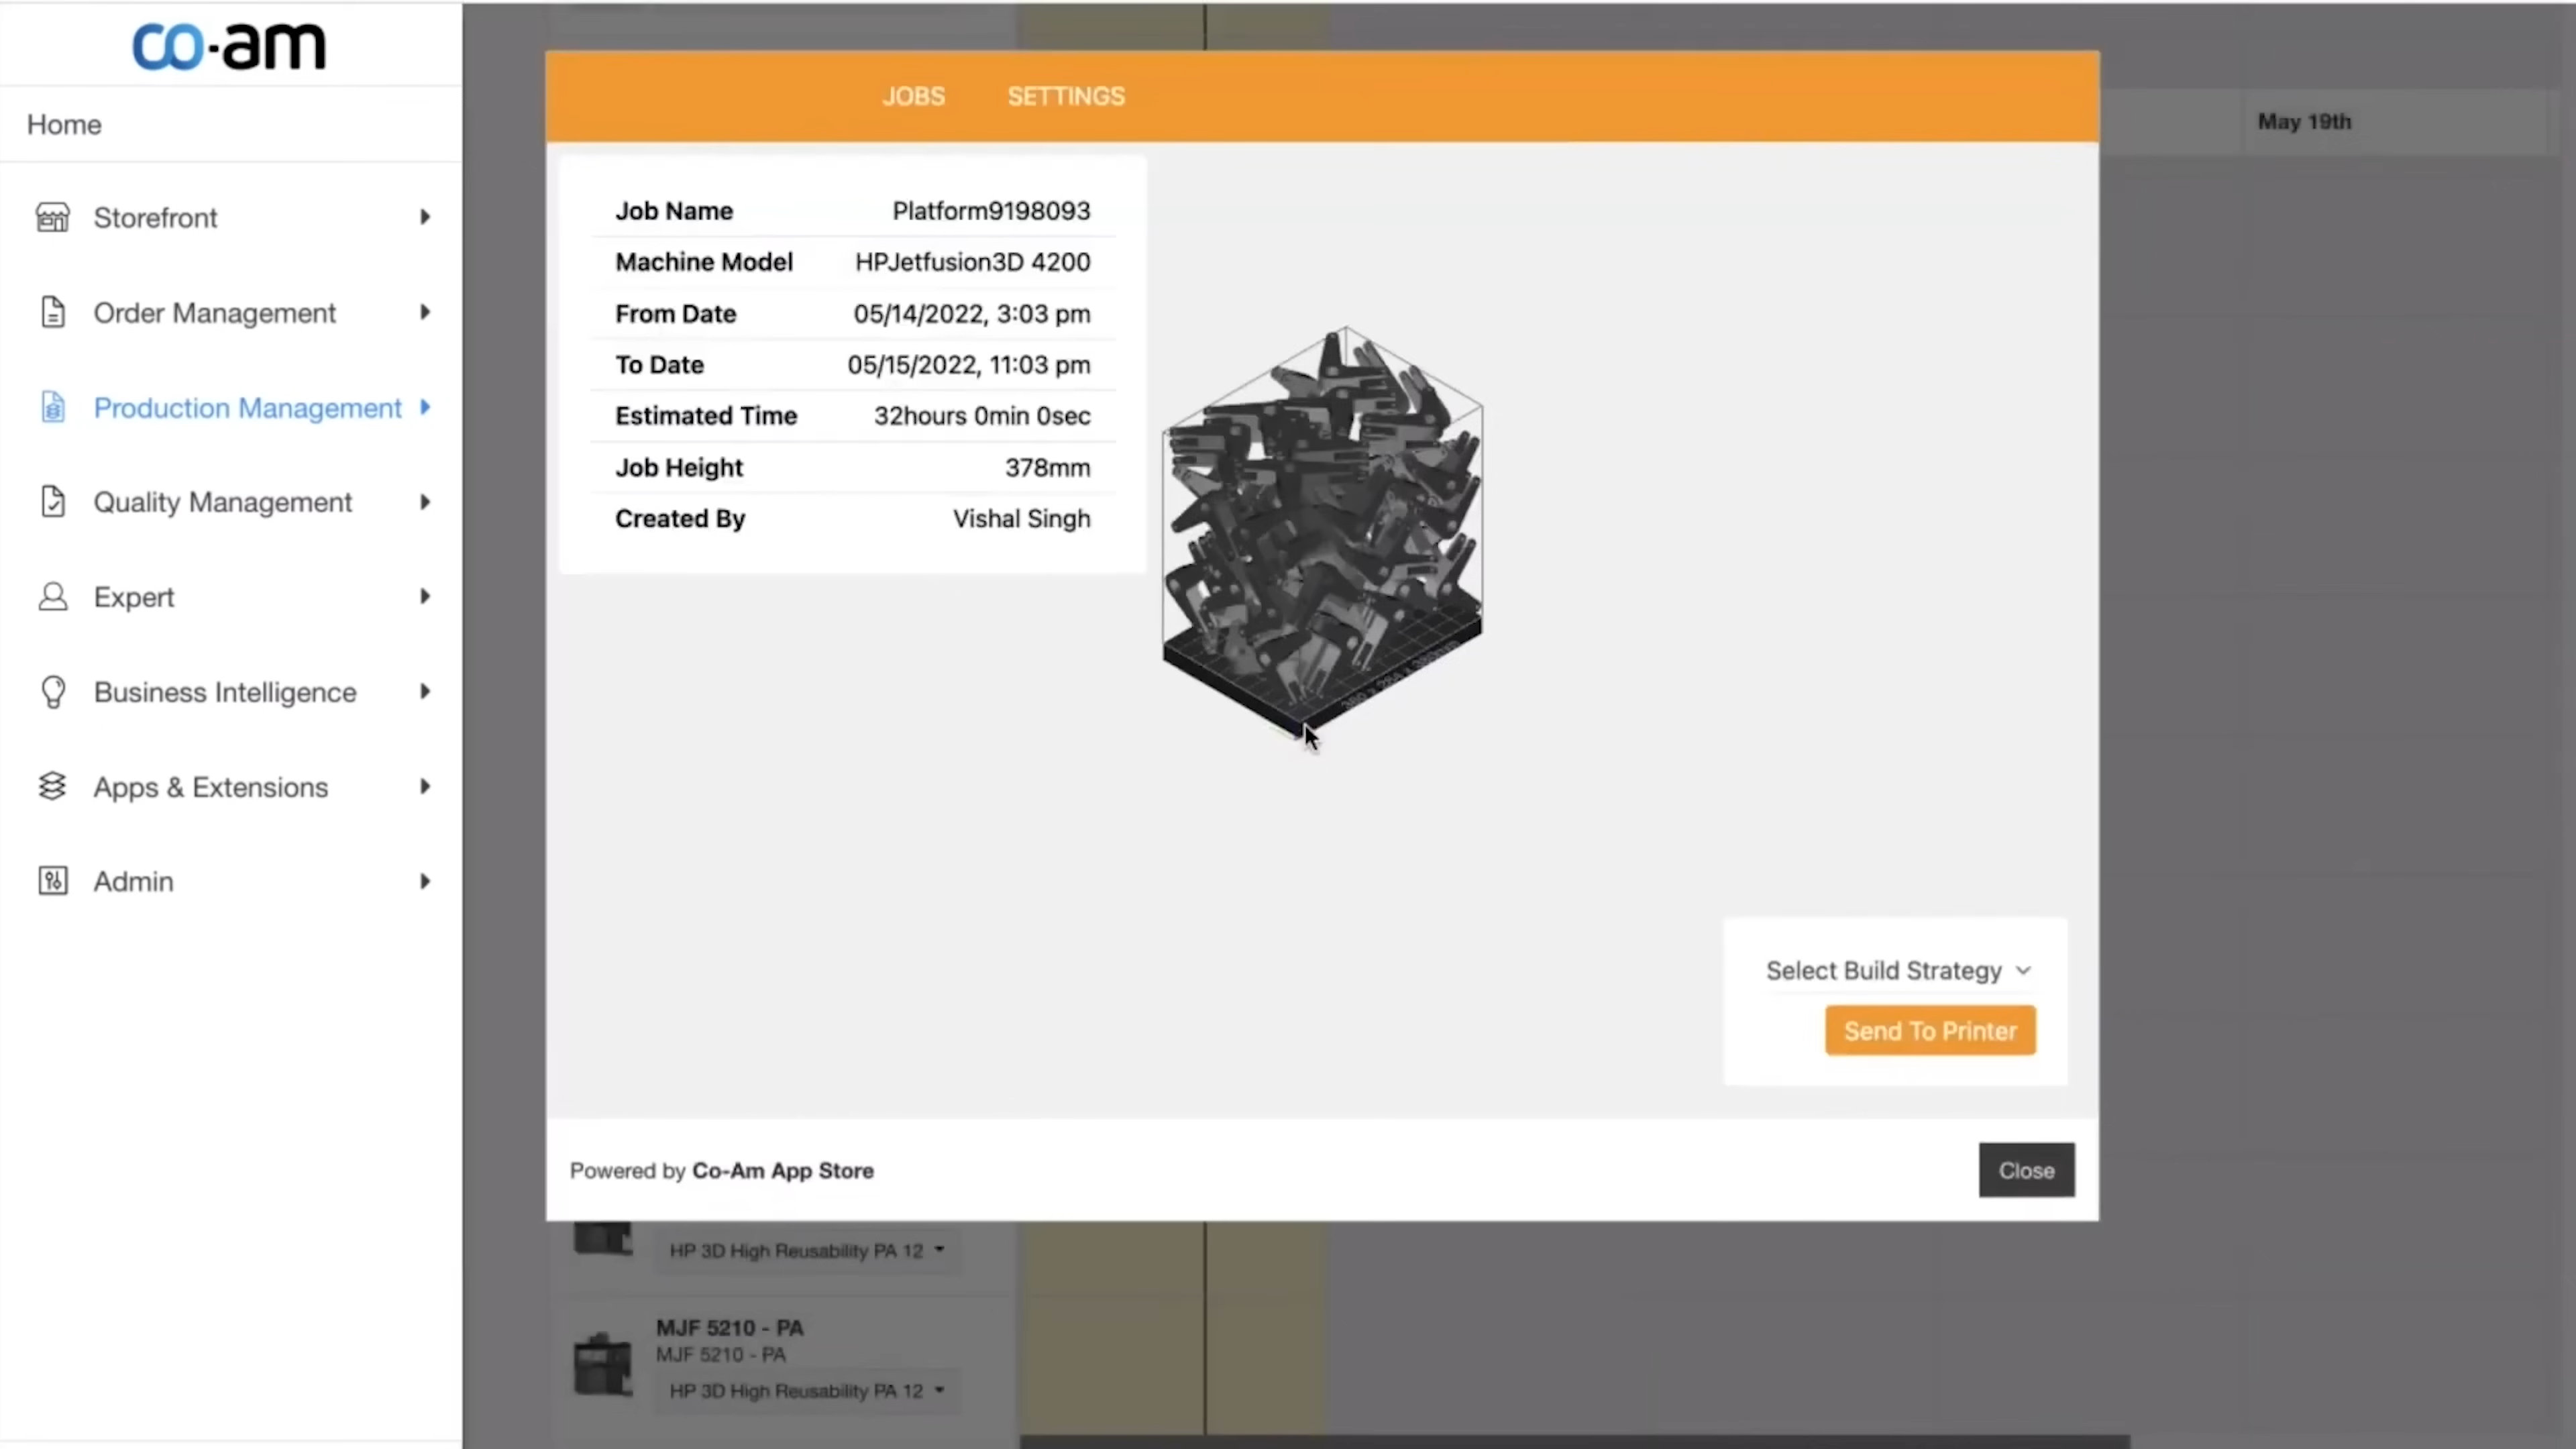 co-am
Home
Storefront
Order Management
Production Management
Quality Management
Expert
Business Intelligence
Apps & Extensions
Admin
JOBS SETTINGS
May 19th
Job Name Platform9198093
Machine Model HPJetfusion3D 4200
From Date 05/14/2022, 3:03 pm
To Date 05/15/2022, 11:03 pm
Estimated Time 32hours 0min 0sec
Job Height 378mm
Created By Vishal Singh
Select Build Strategy
Send To Printer
Powered by Co-Am App Store
Close
HP 3D High Reusability PA 12
MJF 5210 - PA
MJF 5210 - PA
HP 3D High Reusability PA 12